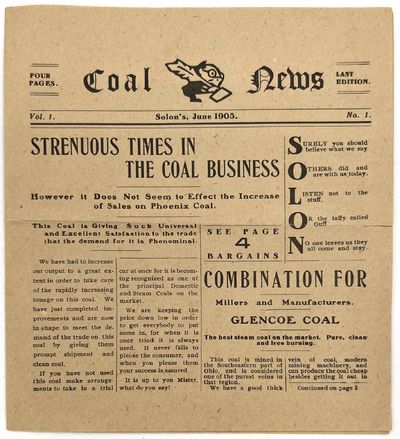 FOUR PAGES.
Coal News
LAST EDITION.
Vol. 1.
Solon's, June 1905.
No. 1.
STRENUOUS TIMES IN
THE COAL BUSINESS
However it Does Not Seem to Effect the Increase
of Sales on Phoenix Coal.
SURELY you should
believe what we say
OTHERS did and
are with us today.
LISTEN not to the
stuff.
OR the taffy called
Guff
NO one leaves us they
all come and stay.
This Coal is Giving Such Universal
and Excellent Satisfaction to the trade
that the demand for it is Phenominal.
We have had to increase
our output to a great ex-
tent in order to take care
of the rapidly increasing
tonage on this coal. We
have just completed im-
provements and are now
in shape to meet the de-
mand of the trade on this
coal by giving them
prompt shipment and
clean coal.
If you have not used
this coal make arrange-
ments to take in a trial
car at once for it is becom-
ing recognized as one of
the principal Domestic
and Steam Coals on the
market.
We are keeping the
price down low in order
to get everybody to put
some in, for when it is
once tried it is always
used. It never fails to
please the consumer, and
when you please them
your success is assured
It is up to you Mister,
what do you say?
SEE PAGE
4
BARGAINS
COMBINATION FOR
Millers and Manufacturers.
GLENCOE COAL
The best steam coal on the market. Pure, clean
and free burning.
This coal is mined in
the Southeastern part of
Ohio, and is considered
one of the purest veins in
that region.
We have a good thick
vein of coal, modern
mining machinery, and
can produce the coal cheap
besides getting it out in
Continued on page 2